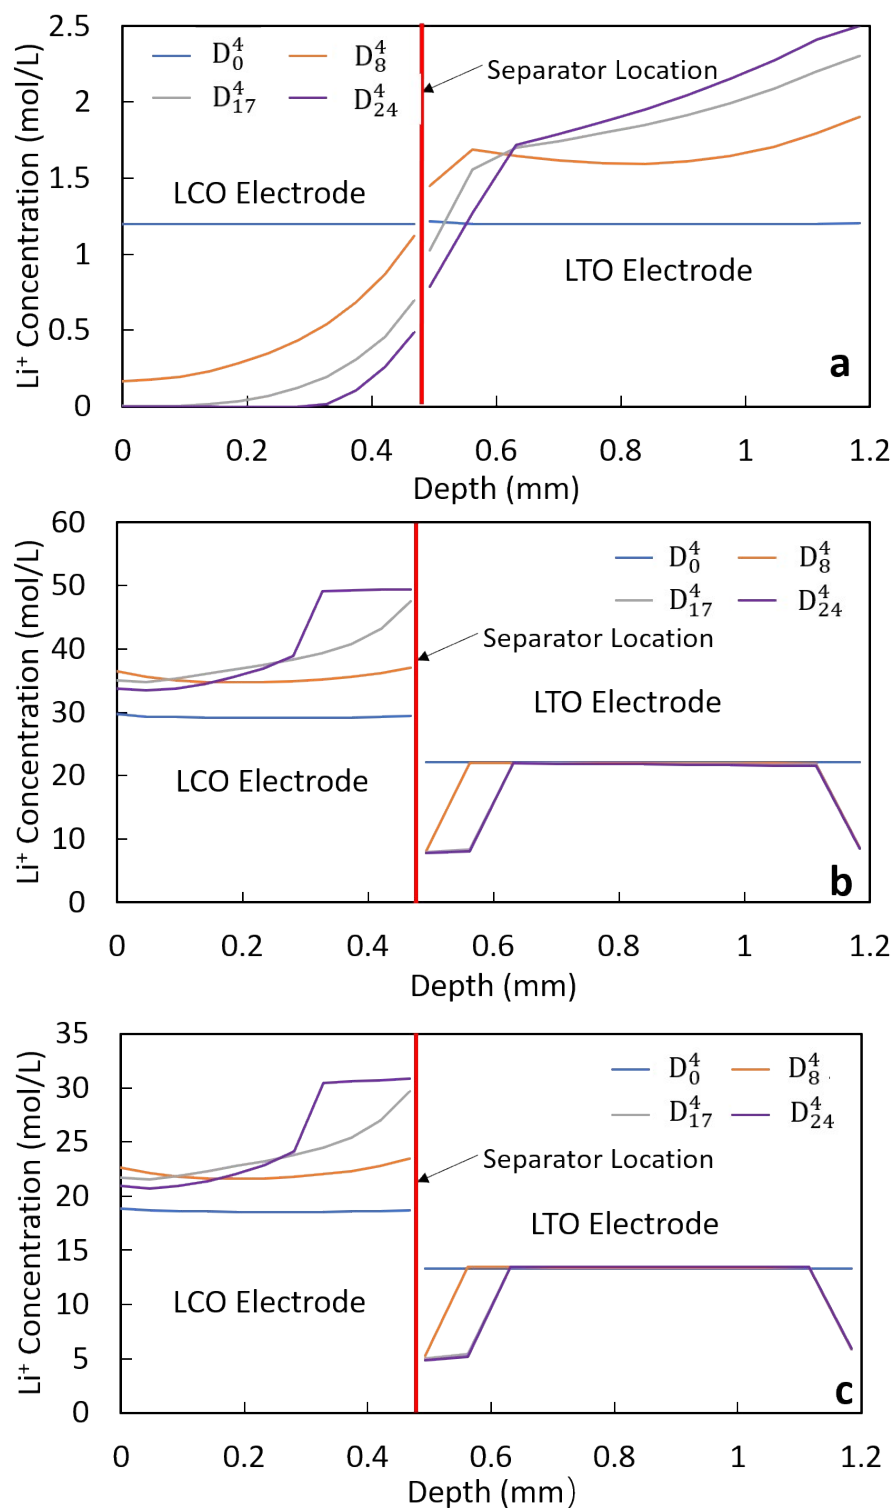 Li⁺ Concentration (mol/L)
2.5
2
1.5
1
0.5
0
D₀⁴ D₈⁴
D₁₇⁴ D₂₄⁴
Separator Location
LCO Electrode
LTO Electrode
a
0 0.2 0.4 0.6 0.8 1 1.2
Depth (mm)
Li⁺ Concentration (mol/L)
60
50
40
30
20
10
0
D₀⁴ D₈⁴
D₁₇⁴ D₂₄⁴
Separator Location
LTO Electrode
LCO Electrode
b
0 0.2 0.4 0.6 0.8 1 1.2
Depth (mm)
Li⁺ Concentration (mol/L)
35
30
25
20
15
10
5
0
D₀⁴ D₈⁴
D₁₇⁴ D₂₄⁴
Separator Location
LTO Electrode
LCO Electrode
c
0 0.2 0.4 0.6 0.8 1 1.2
Depth (mm)